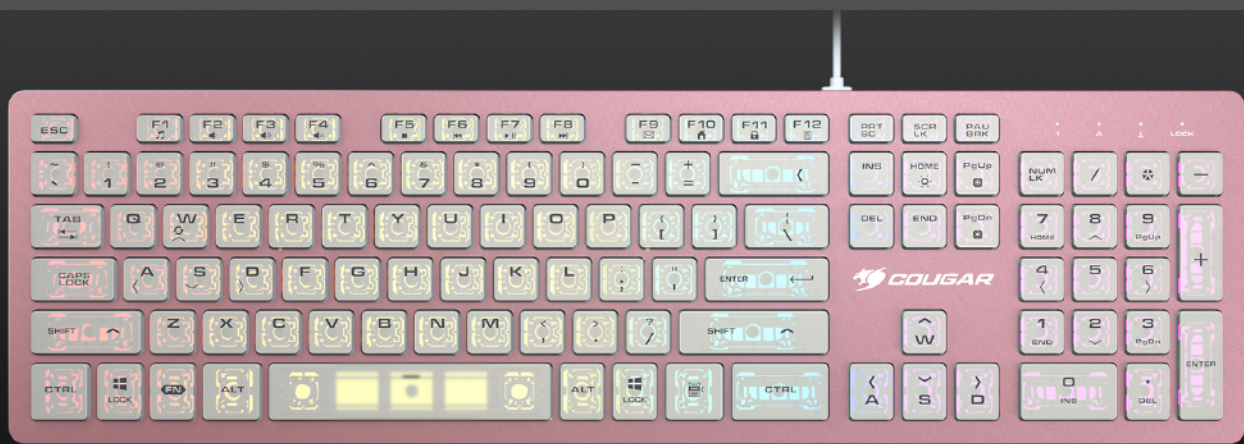 ESC F1 F2 F3 F4 F5 F6 F7 F8 F9 F10 F11 F12 PRT SC SCR LK PAU BRK 1 A LOCK
~ ` ! 1 @ 2 # 3 $ 4 % 5 ^ 6 & 7 * 8 ( 9 ) 0 _ - + = INS HOME PgUp NUM LK / * -
TAB Q W E R T Y U I O P { [ } ] | \ DEL END PgDn 7 HOME 8 9 PgUp +
CAPS LOCK A S D F G H J K L : ; " ' ENTER COUGAR 4 5 6
SHIFT Z X C V B N M < , > . ? / SHIFT W 1 END 2 3 PgDn ENTER
CTRL LOCK FN ALT ALT LOCK CTRL A S D 0 INS . DEL